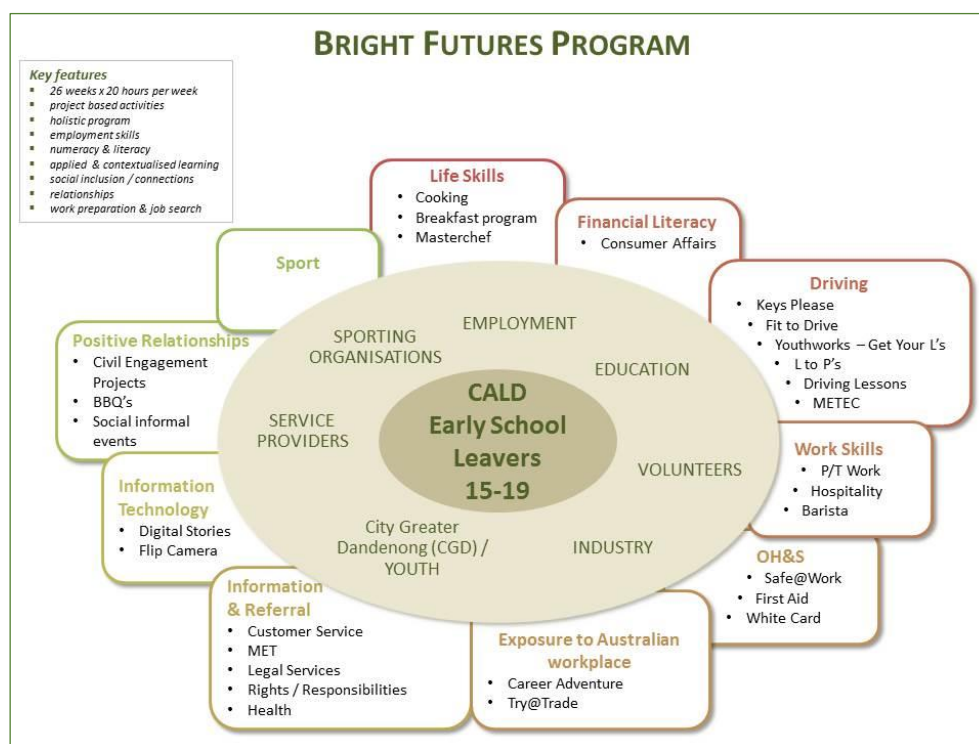 BRIGHT FUTURES PROGRAM
Key features
▪ 26 weeks x 20 hours per week
▪ project based activities
▪ holistic program
▪ employment skills
▪ numeracy & literacy
▪ applied & contextualised learning
▪ social inclusion / connections
▪ relationships
▪ work preparation & job search
Life Skills
• Cooking
• Breakfast program
• Masterchef
Financial Literacy
• Consumer Affairs
Driving
• Keys Please
• Fit to Drive
• Youthworks – Get Your L's
• L to P's
• Driving Lessons
• METEC
Work Skills
• P/T Work
• Hospitality
• Barista
OH&S
• Safe@Work
• First Aid
• White Card
Exposure to Australian
workplace
• Career Adventure
• Try@Trade
Information
& Referral
• Customer Service
• MET
• Legal Services
• Rights / Responsibilities
• Health
Information
Technology
• Digital Stories
• Flip Camera
Positive Relationships
• Civil Engagement
Projects
• BBQ's
• Social informal
events
Sport
SPORTING
ORGANISATIONS
EMPLOYMENT
EDUCATION
VOLUNTEERS
INDUSTRY
City Greater
Dandenong (CGD) /
YOUTH
SERVICE
PROVIDERS
CALD
Early School
Leavers
15-19